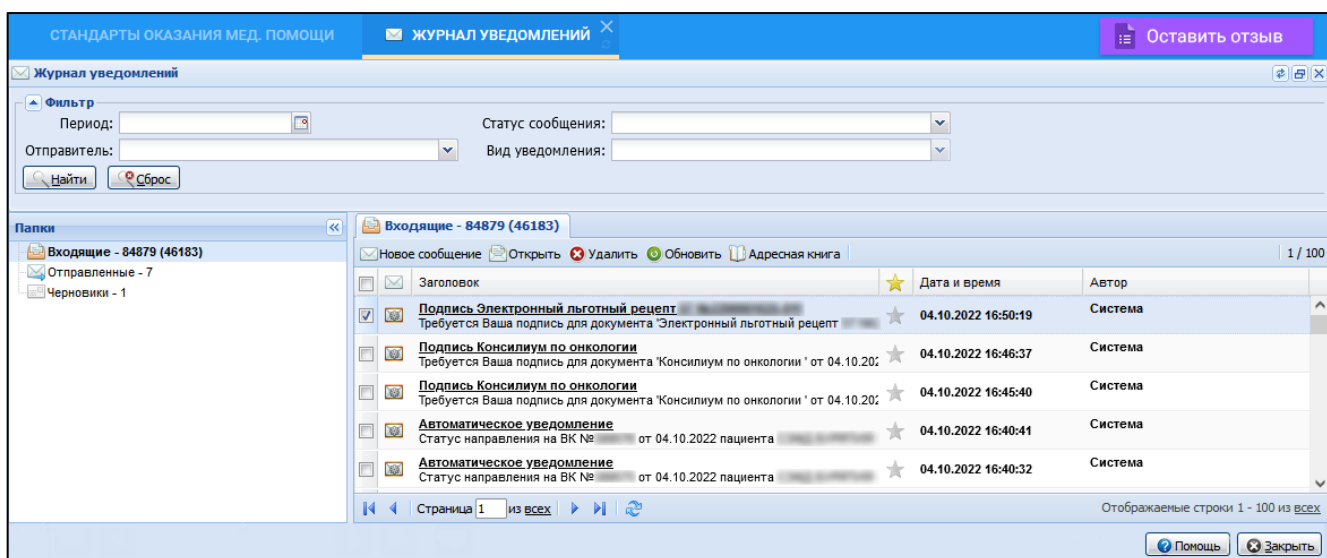 СТАНДАРТЫ ОКАЗАНИЯ МЕД. ПОМОЩИ
ЖУРНАЛ УВЕДОМЛЕНИЙ
Оставить отзыв
Журнал уведомлений
Фильтр
Период:
Статус сообщения:
Отправитель:
Вид уведомления:
Найти
Сброс
Папки
Входящие - 84879 (46183)
Отправленные - 7
Черновики - 1
Входящие - 84879 (46183)
Новое сообщение Открыть Удалить Обновить Адресная книга 1 / 100
Заголовок Дата и время Автор
Подпись Электронный льготный рецепт
Требуется Ваша подпись для документа 'Электронный льготный рецепт
04.10.2022 16:50:19 Система
Подпись Консилиум по онкологии
Требуется Ваша подпись для документа 'Консилиум по онкологии ' от 04.10.202
04.10.2022 16:46:37 Система
Подпись Консилиум по онкологии
Требуется Ваша подпись для документа 'Консилиум по онкологии ' от 04.10.202
04.10.2022 16:45:40 Система
Автоматическое уведомление
Статус направления на ВК № от 04.10.2022 пациента
04.10.2022 16:40:41 Система
Автоматическое уведомление
Статус направления на ВК № от 04.10.2022 пациента
04.10.2022 16:40:32 Система
Страница 1 из всех
Отображаемые строки 1 - 100 из всех
Помощь
Закрыть